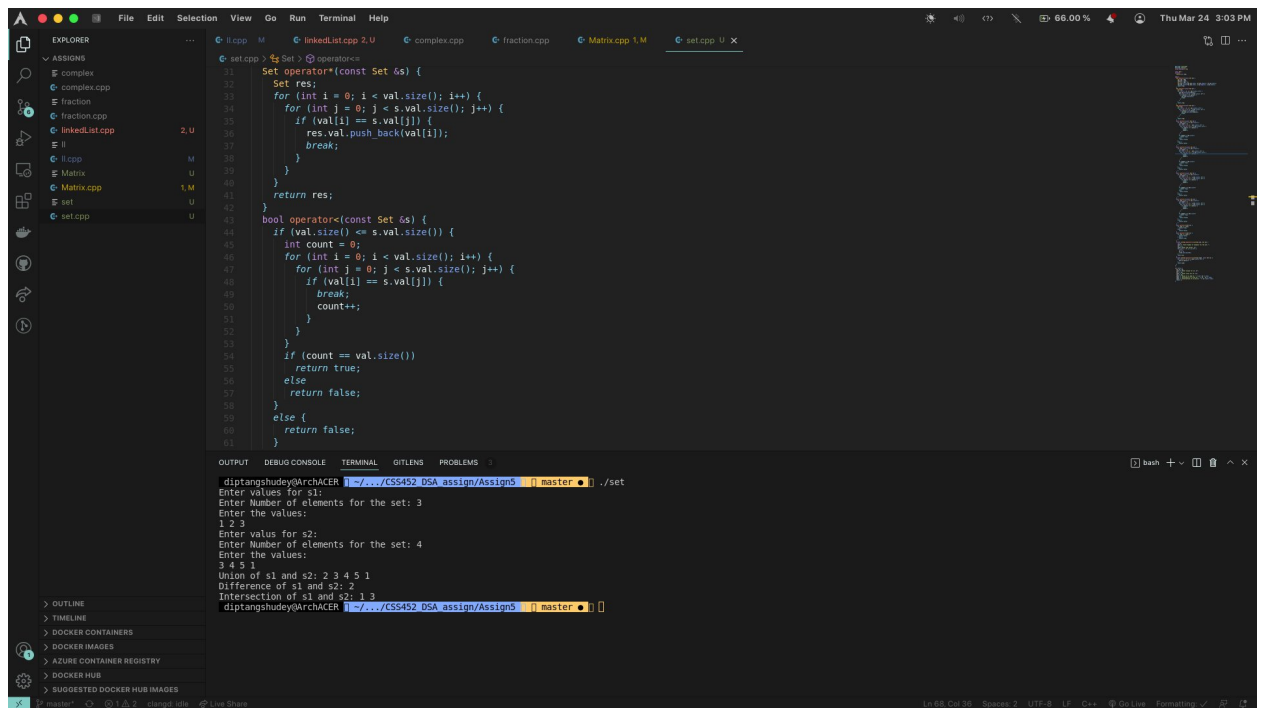 File Edit Selection View Go Run Terminal Help
66.00 % Thu Mar 24 3:03 PM
EXPLORER
ASSIGNS
complex
complex.cpp
fraction
fraction.cpp
linkedList.cpp 2, U
ll
ll.cpp M
Matrix U
Matrix.cpp 1, M
set U
set.cpp U
OUTLINE
TIMELINE
DOCKER CONTAINERS
DOCKER IMAGES
AZURE CONTAINER REGISTRY
DOCKER HUB
SUGGESTED DOCKER HUB IMAGES
ll.cpp M linkedList.cpp 2, U complex.cpp fraction.cpp Matrix.cpp 1, M set.cpp U
set.cpp > Set > operator<=
31 Set operator*(const Set &s) {
32 Set res;
33 for (int i = 0; i < val.size(); i++) {
34 for (int j = 0; j < s.val.size(); j++) {
35 if (val[i] == s.val[j]) {
36 res.val.push_back(val[i]);
37 break;
38 }
39 }
40 }
41 return res;
42 }
43 bool operator<(const Set &s) {
44 if (val.size() <= s.val.size()) {
45 int count = 0;
46 for (int i = 0; i < val.size(); i++) {
47 for (int j = 0; j < s.val.size(); j++) {
48 if (val[i] == s.val[j]) {
49 break;
50 count++;
51 }
52 }
53 }
54 if (count == val.size())
55 return true;
56 else
57 return false;
58 }
59 else {
60 return false;
61 }
OUTPUT DEBUG CONSOLE TERMINAL GITLENS PROBLEMS 3
bash
diptangshudey@ArchACER ~/.../CSS452_DSA_assign/Assign5 master ● ./set
Enter values for s1:
Enter Number of elements for the set: 3
Enter the values:
1 2 3
Enter valus for s2:
Enter Number of elements for the set: 4
Enter the values:
3 4 5 1
Union of s1 and s2: 2 3 4 5 1
Difference of s1 and s2: 2
Intersection of s1 and s2: 1 3
diptangshudey@ArchACER ~/.../CSS452_DSA_assign/Assign5 master ●
master* 1 2 clangd: idle Live Share
Ln 68, Col 36 Spaces: 2 UTF-8 LF C++ Go Live Formatting: ✓